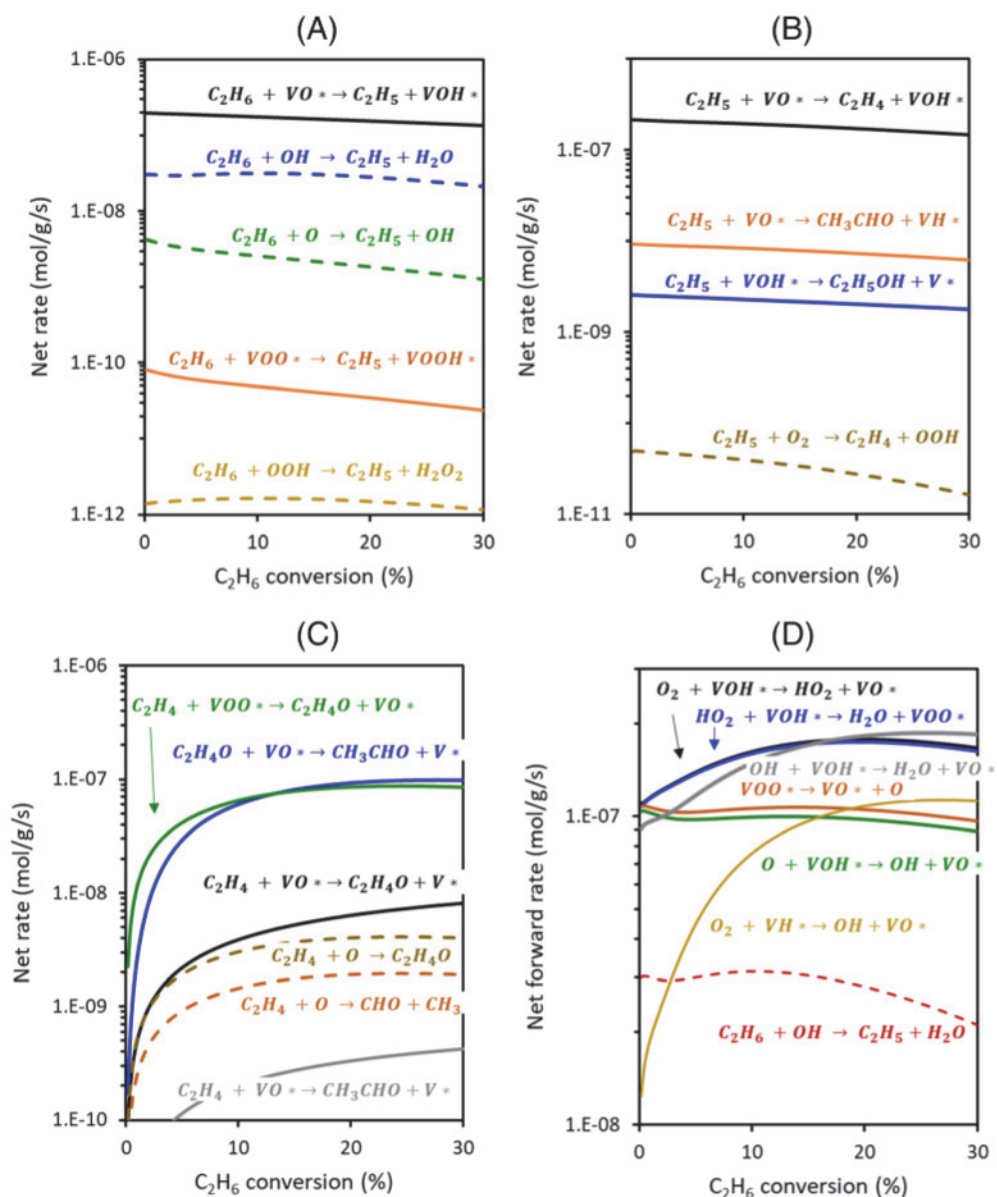 (A)
1.E-06
C₂H₆ + VO * → C₂H₅ + VOH *
C₂H₆ + OH → C₂H₅ + H₂O
1.E-08
C₂H₆ + O → C₂H₅ + OH
1.E-10
C₂H₆ + VOO * → C₂H₅ + VOOH *
C₂H₆ + OOH → C₂H₅ + H₂O₂
1.E-12
0 10 20 30
C₂H₆ conversion (%)
Net rate (mol/g/s)
(B)
C₂H₅ + VO * → C₂H₄ + VOH *
1.E-07
C₂H₅ + VO * → CH₃CHO + VH *
C₂H₅ + VOH * → C₂H₅OH + V *
1.E-09
C₂H₅ + O₂ → C₂H₄ + OOH
1.E-11
0 10 20 30
C₂H₆ conversion (%)
Net rate (mol/g/s)
(C)
1.E-06
C₂H₄ + VOO * → C₂H₄O + VO *
C₂H₄O + VO * → CH₃CHO + V *
1.E-07
C₂H₄ + VO * → C₂H₄O + V *
1.E-08
C₂H₄ + O → C₂H₄O
1.E-09
C₂H₄ + O → CHO + CH₃
C₂H₄ + VO * → CH₃CHO + V *
1.E-10
0 10 20 30
C₂H₆ conversion (%)
Net rate (mol/g/s)
(D)
O₂ + VOH * → HO₂ + VO *
HO₂ + VOH * → H₂O + VOO *
OH + VOH * → H₂O + VO *
VOO * → VO * + O
1.E-07
O + VOH * → OH + VO *
O₂ + VH * → OH + VO *
C₂H₆ + OH → C₂H₅ + H₂O
1.E-08
0 10 20 30
C₂H₆ conversion (%)
Net forward rate (mol/g/s)